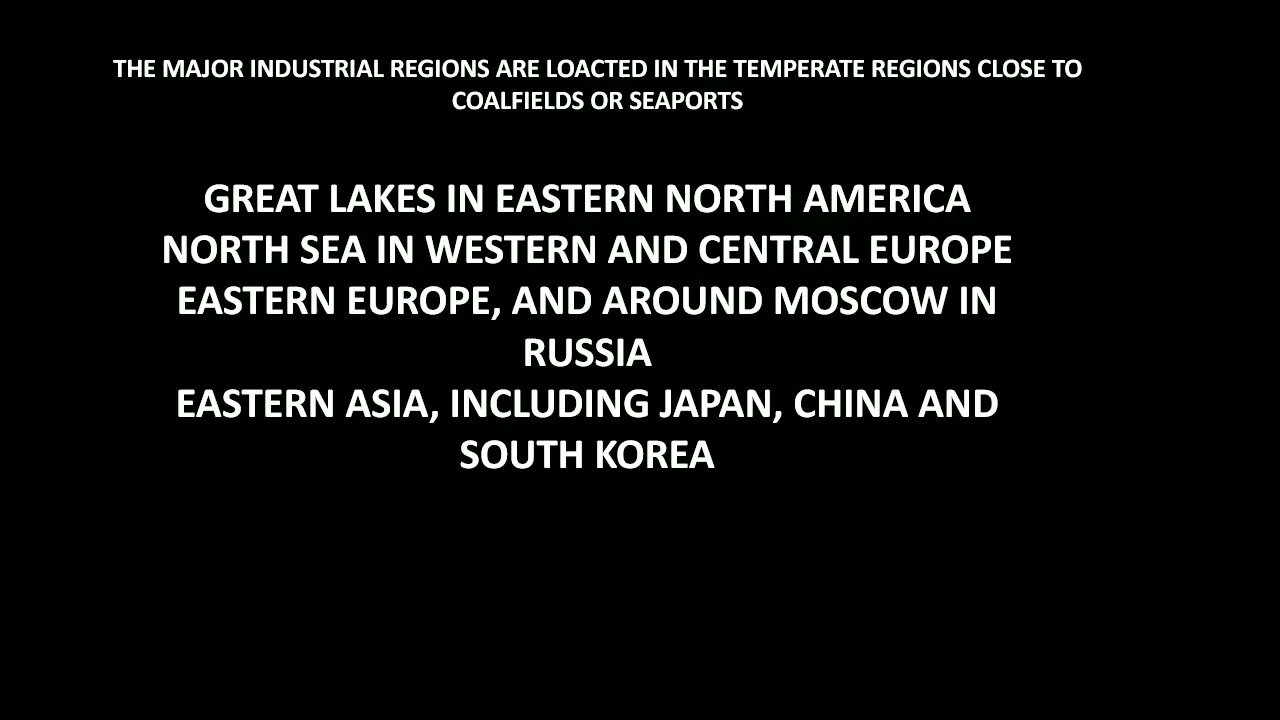 THE MAJOR INDUSTRIAL REGIONS ARE LOACTED IN THE TEMPERATE REGIONS CLOSE TO
COALFIELDS OR SEAPORTS
GREAT LAKES IN EASTERN NORTH AMERICA
NORTH SEA IN WESTERN AND CENTRAL EUROPE
EASTERN EUROPE, AND AROUND MOSCOW IN
RUSSIA
EASTERN ASIA, INCLUDING JAPAN, CHINA AND
SOUTH KOREA